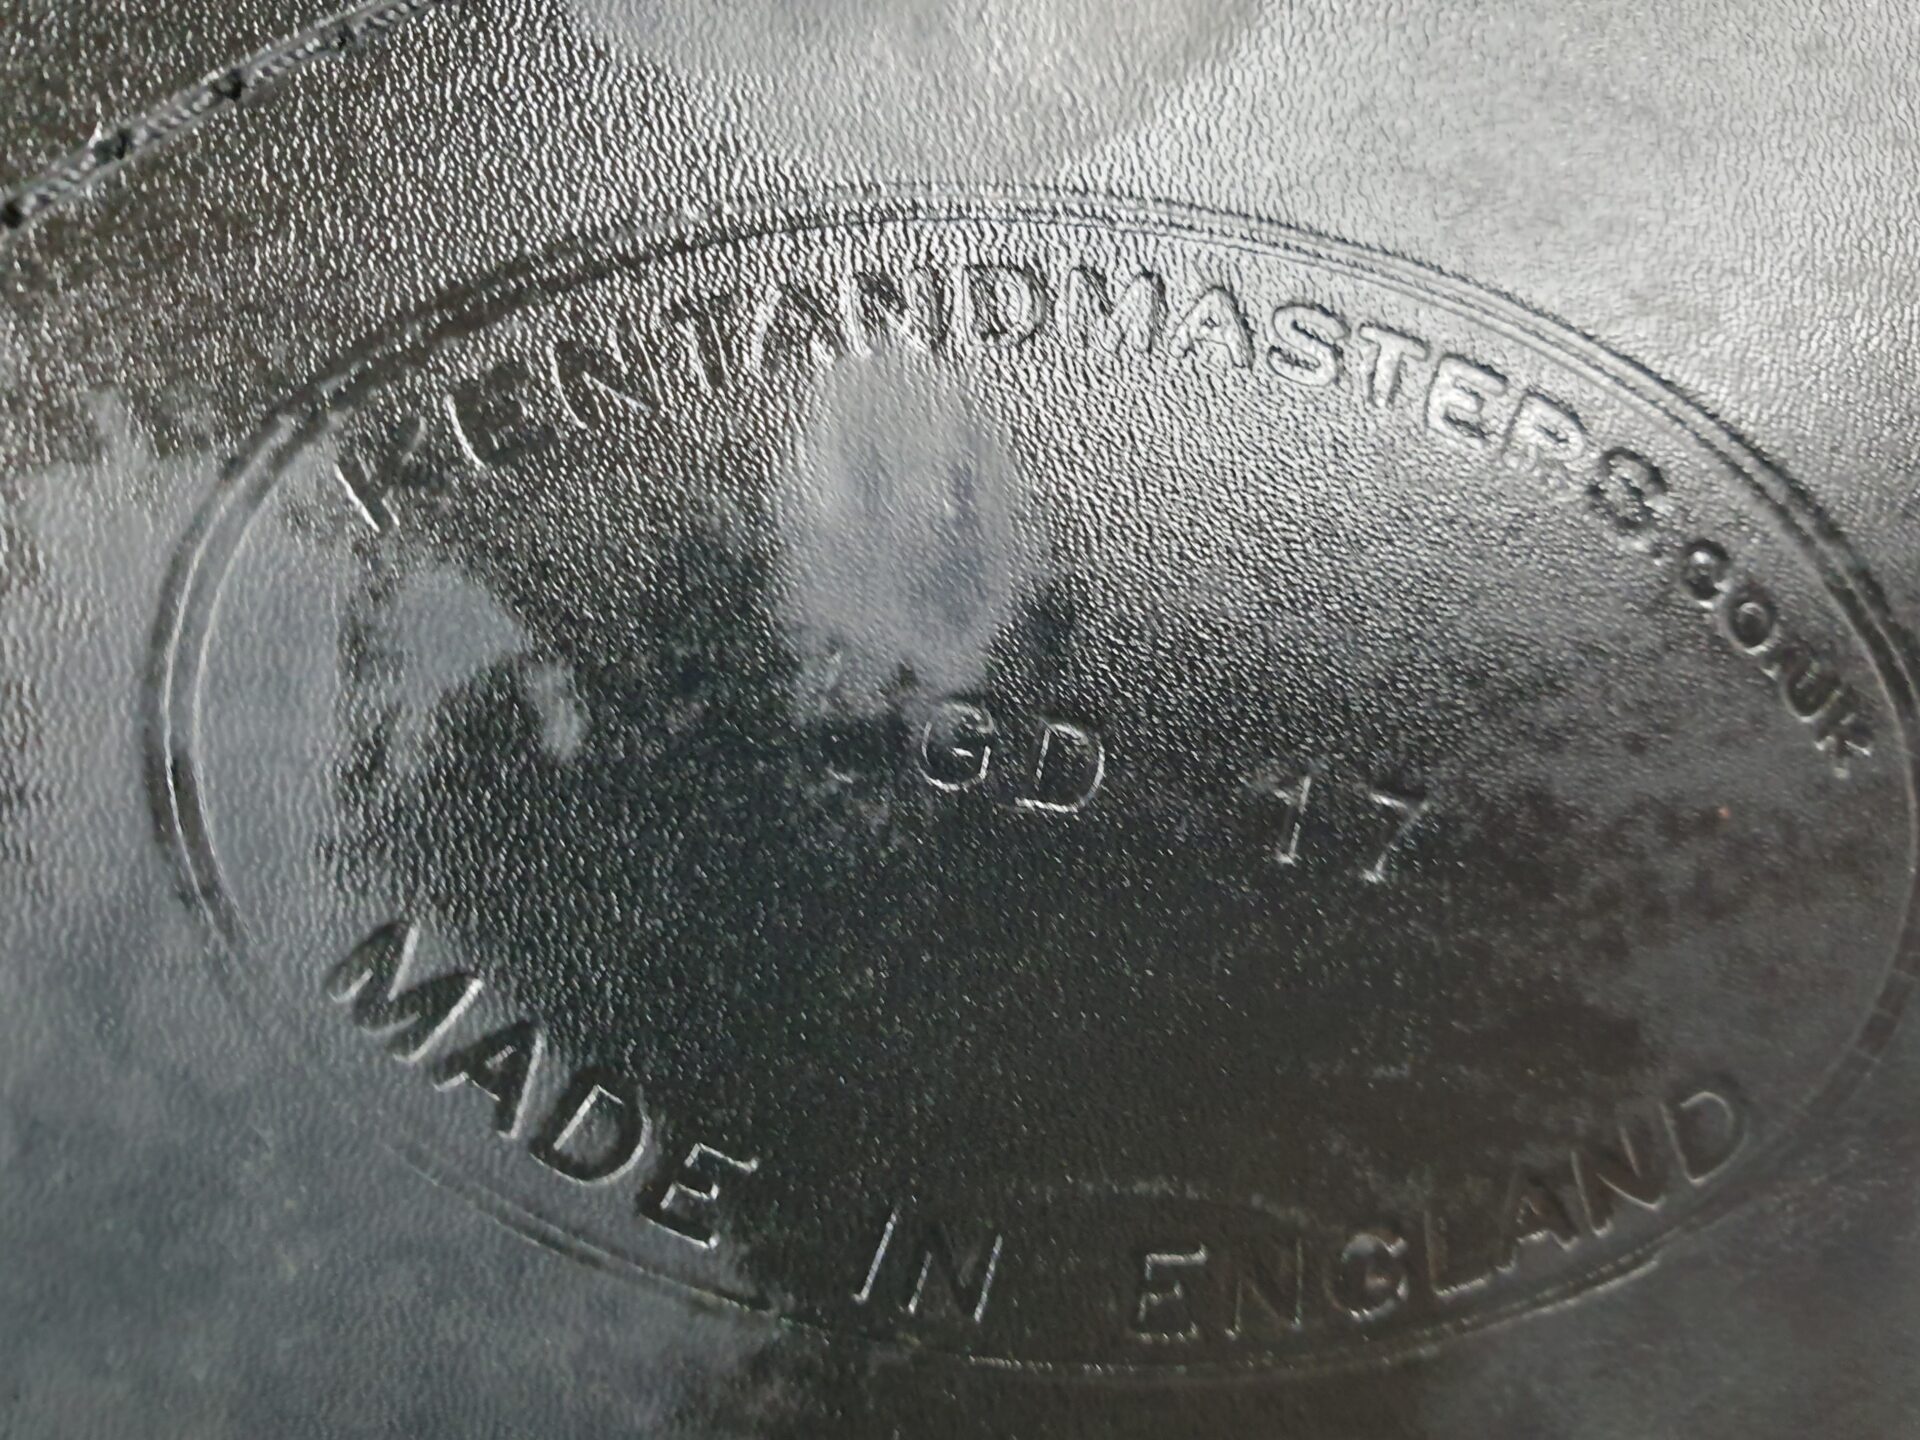 KENTANDMASTERS.CO.UK
GD 17
MADE IN ENGLAND